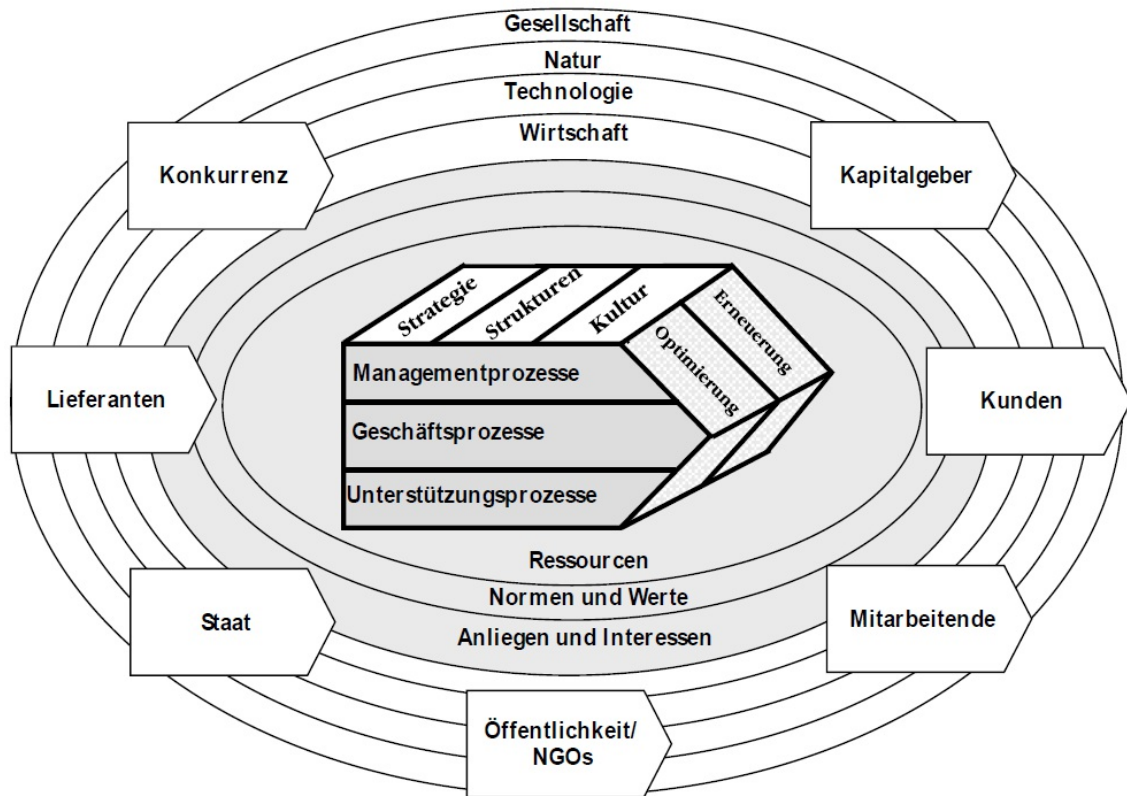 Gesellschaft
Natur
Technologie
Wirtschaft
Konkurrenz
Kapitalgeber
Strategie
Strukturen
Kultur
Erneuerung
Optimierung
Managementprozesse
Lieferanten
Kunden
Geschäftsprozesse
Unterstützungsprozesse
Ressourcen
Normen und Werte
Anliegen und Interessen
Staat
Mitarbeitende
Öffentlichkeit/
NGOs